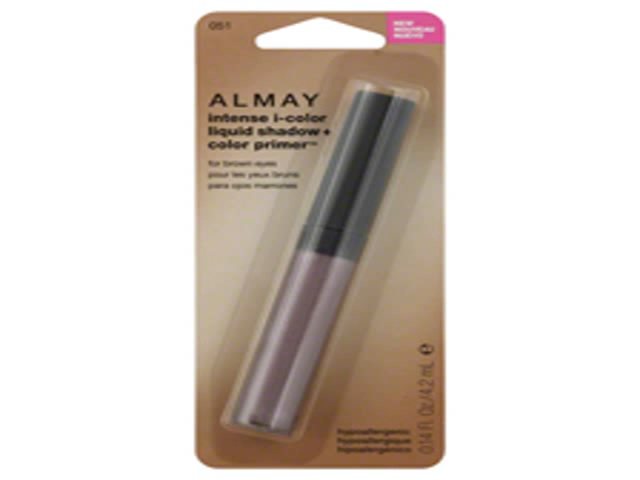 051
NEW
NOUVEAU
NUEVO
ALMAY
intense i-color
liquid shadow+
color primer™
for brown eyes
pour les yeux bruns
para ojos marrones
hypoallergenic
hypoallergique
hipoalergénico
0.14 Fl. Oz./4.2 mL ℮